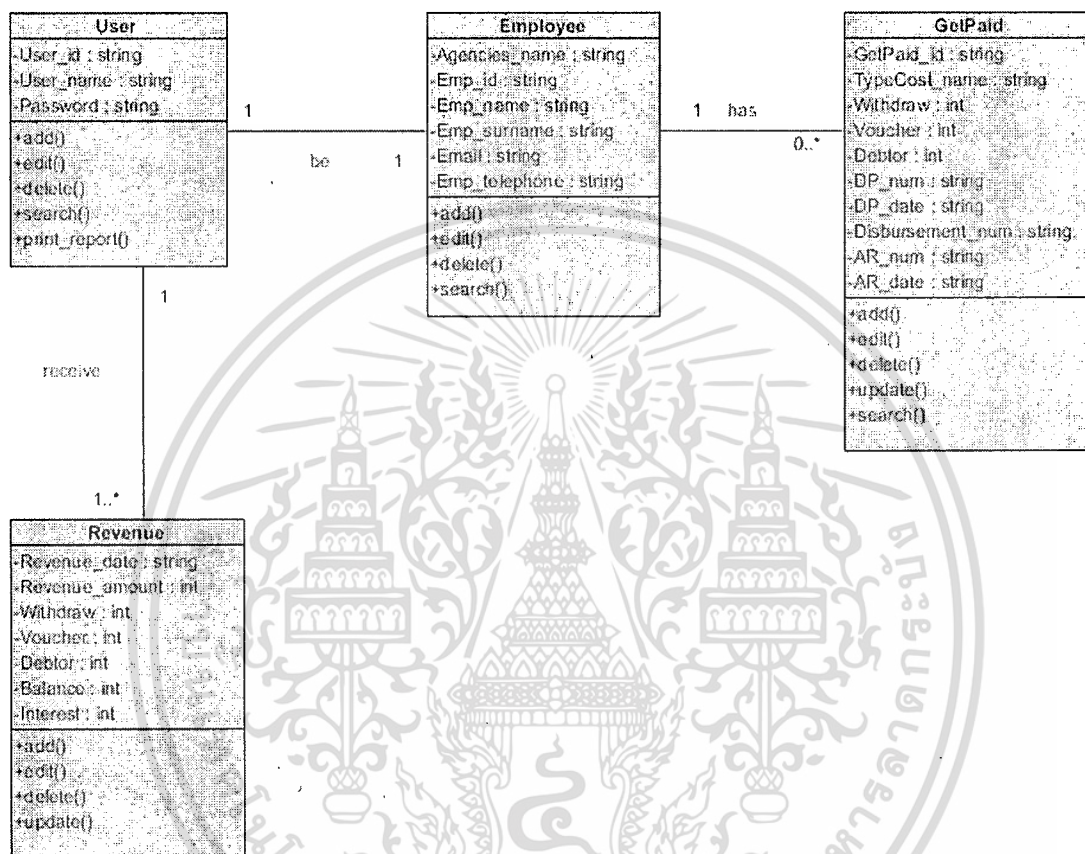 User
-User_id : string
-User_name : string
-Password : string
+add()
+edit()
+delete()
+search()
+print_report()
1
be
1
Employee
-Agencies_name : string
-Emp_id : string
-Emp_name : string
-Emp_surname : string
-Email : string
-Emp_telephone : string
+add()
+edit()
+delete()
+search()
1 has
0..*
GetPaid
-GetPaid_id : string
-TypeCost_name : string
-Withdraw : int
-Voucher : int
-Debtor : int
-DP_num : string
-DP_date : string
-Disbursement_num : string
-AR_num : string
-AR_date : string
+add()
+edit()
+delete()
+update()
+search()
1
receive
1..*
Revenue
-Revenue_date : string
-Revenue_amount : int
-Withdraw : int
-Voucher : int
-Debtor : int
-Balance : int
-Interest : int
+add()
+edit()
+delete()
+update()